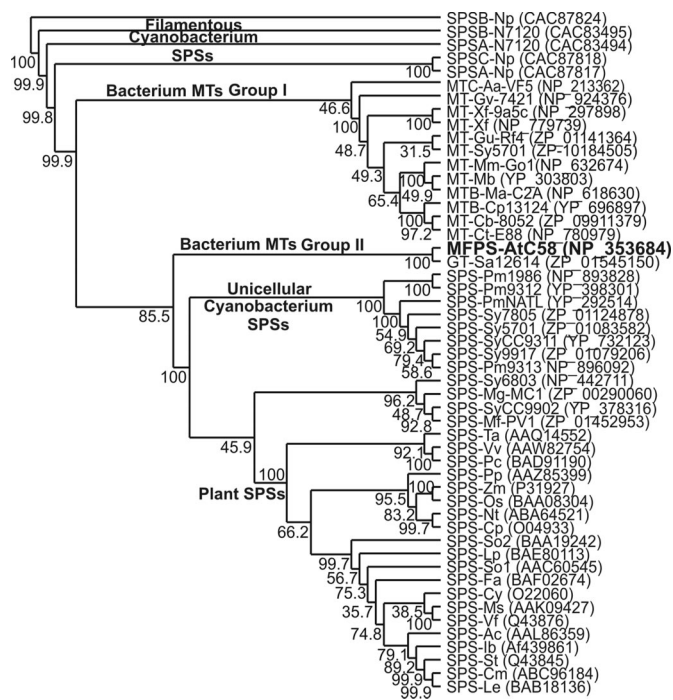 SPSB-Np (CAC87824)
Filamentous
SPSB-N7120 (CAC83495)
Cyanobacterium
SPSA-N7120 (CAC83494)
100
SPSs
SPSC-Np (CAC87818)
99.9
100
SPSA-Np (CAC87817)
MTC-Aa-VF5 (NP_213362)
Bacterium MTs Group I
MT-Gv-7421 (NP_924376)
46.6
99.8
MT-Xf-9a5c (NP_297898)
100
100
MT-Xf (NP_779739)
MT-Gu-Rf4 (ZP_01141364)
48.7
31.5
MT-Sy5701 (ZP-10184505)
99.9
MT-Mm-Go1(NP_632674)
49.3
100
MT-Mb (YP_303803)
65.4
49.9
MTB-Ma-C2A (NP_618630)
MTB-Cp13124 (YP_696897)
100
MT-Cb-8052 (ZP_09911379)
97.2
MT-Ct-E88 (NP_780979)
Bacterium MTs Group II
MFPS-AtC58 (NP_353684)
100
GT-Sa12614 (ZP_01545150)
SPS-Pm1986 (NP_893828)
Unicellular
100
SPS-Pm9312 (YP_398301)
Cyanobacterium
100
SPS-PmNATL (YP_292514)
85.5
SPSs
100
SPS-Sy7805 (ZP_01124878)
54.9
SPS-Sy5701 (ZP_01083582)
69.2
SPS-SyCC9311 (YP_732123)
79.4
SPS-Sy9917 (ZP_01079206)
58.6
SPS-Pm9313 NP_896092)
100
SPS-Sy6803 (NP_442711)
96.2
SPS-Mg-MC1 (ZP_00290060)
48.7
SPS-SyCC9902 (YP_378316)
92.8
SPS-Mf-PV1 (ZP_01452953)
45.9
SPS-Ta (AAQ14552)
92.1
SPS-Vv (AAW82754)
100
SPS-Pc (BAD91190)
100
SPS-Pp (AAZ85399)
Plant SPSs
100
SPS-Zm (P31927)
95.5
SPS-Os (BAA08304)
83.2
SPS-Nt (ABA64521)
99.7
SPS-Cp (O04933)
66.2
SPS-So2 (BAA19242)
SPS-Lp (BAE80113)
99.7
SPS-So1 (AAC60545)
56.7
SPS-Fa (BAF02674)
75.3
SPS-Cy (O22060)
35.7
38.5
SPS-Ms (AAK09427)
100
SPS-Vf (Q43876)
74.8
SPS-Ac (AAL86359)
79.1
SPS-Ib (Af439861)
89.2
SPS-St (Q43845)
99.9
SPS-Cm (ABC96184)
99.9
SPS-Le (BAB18136)